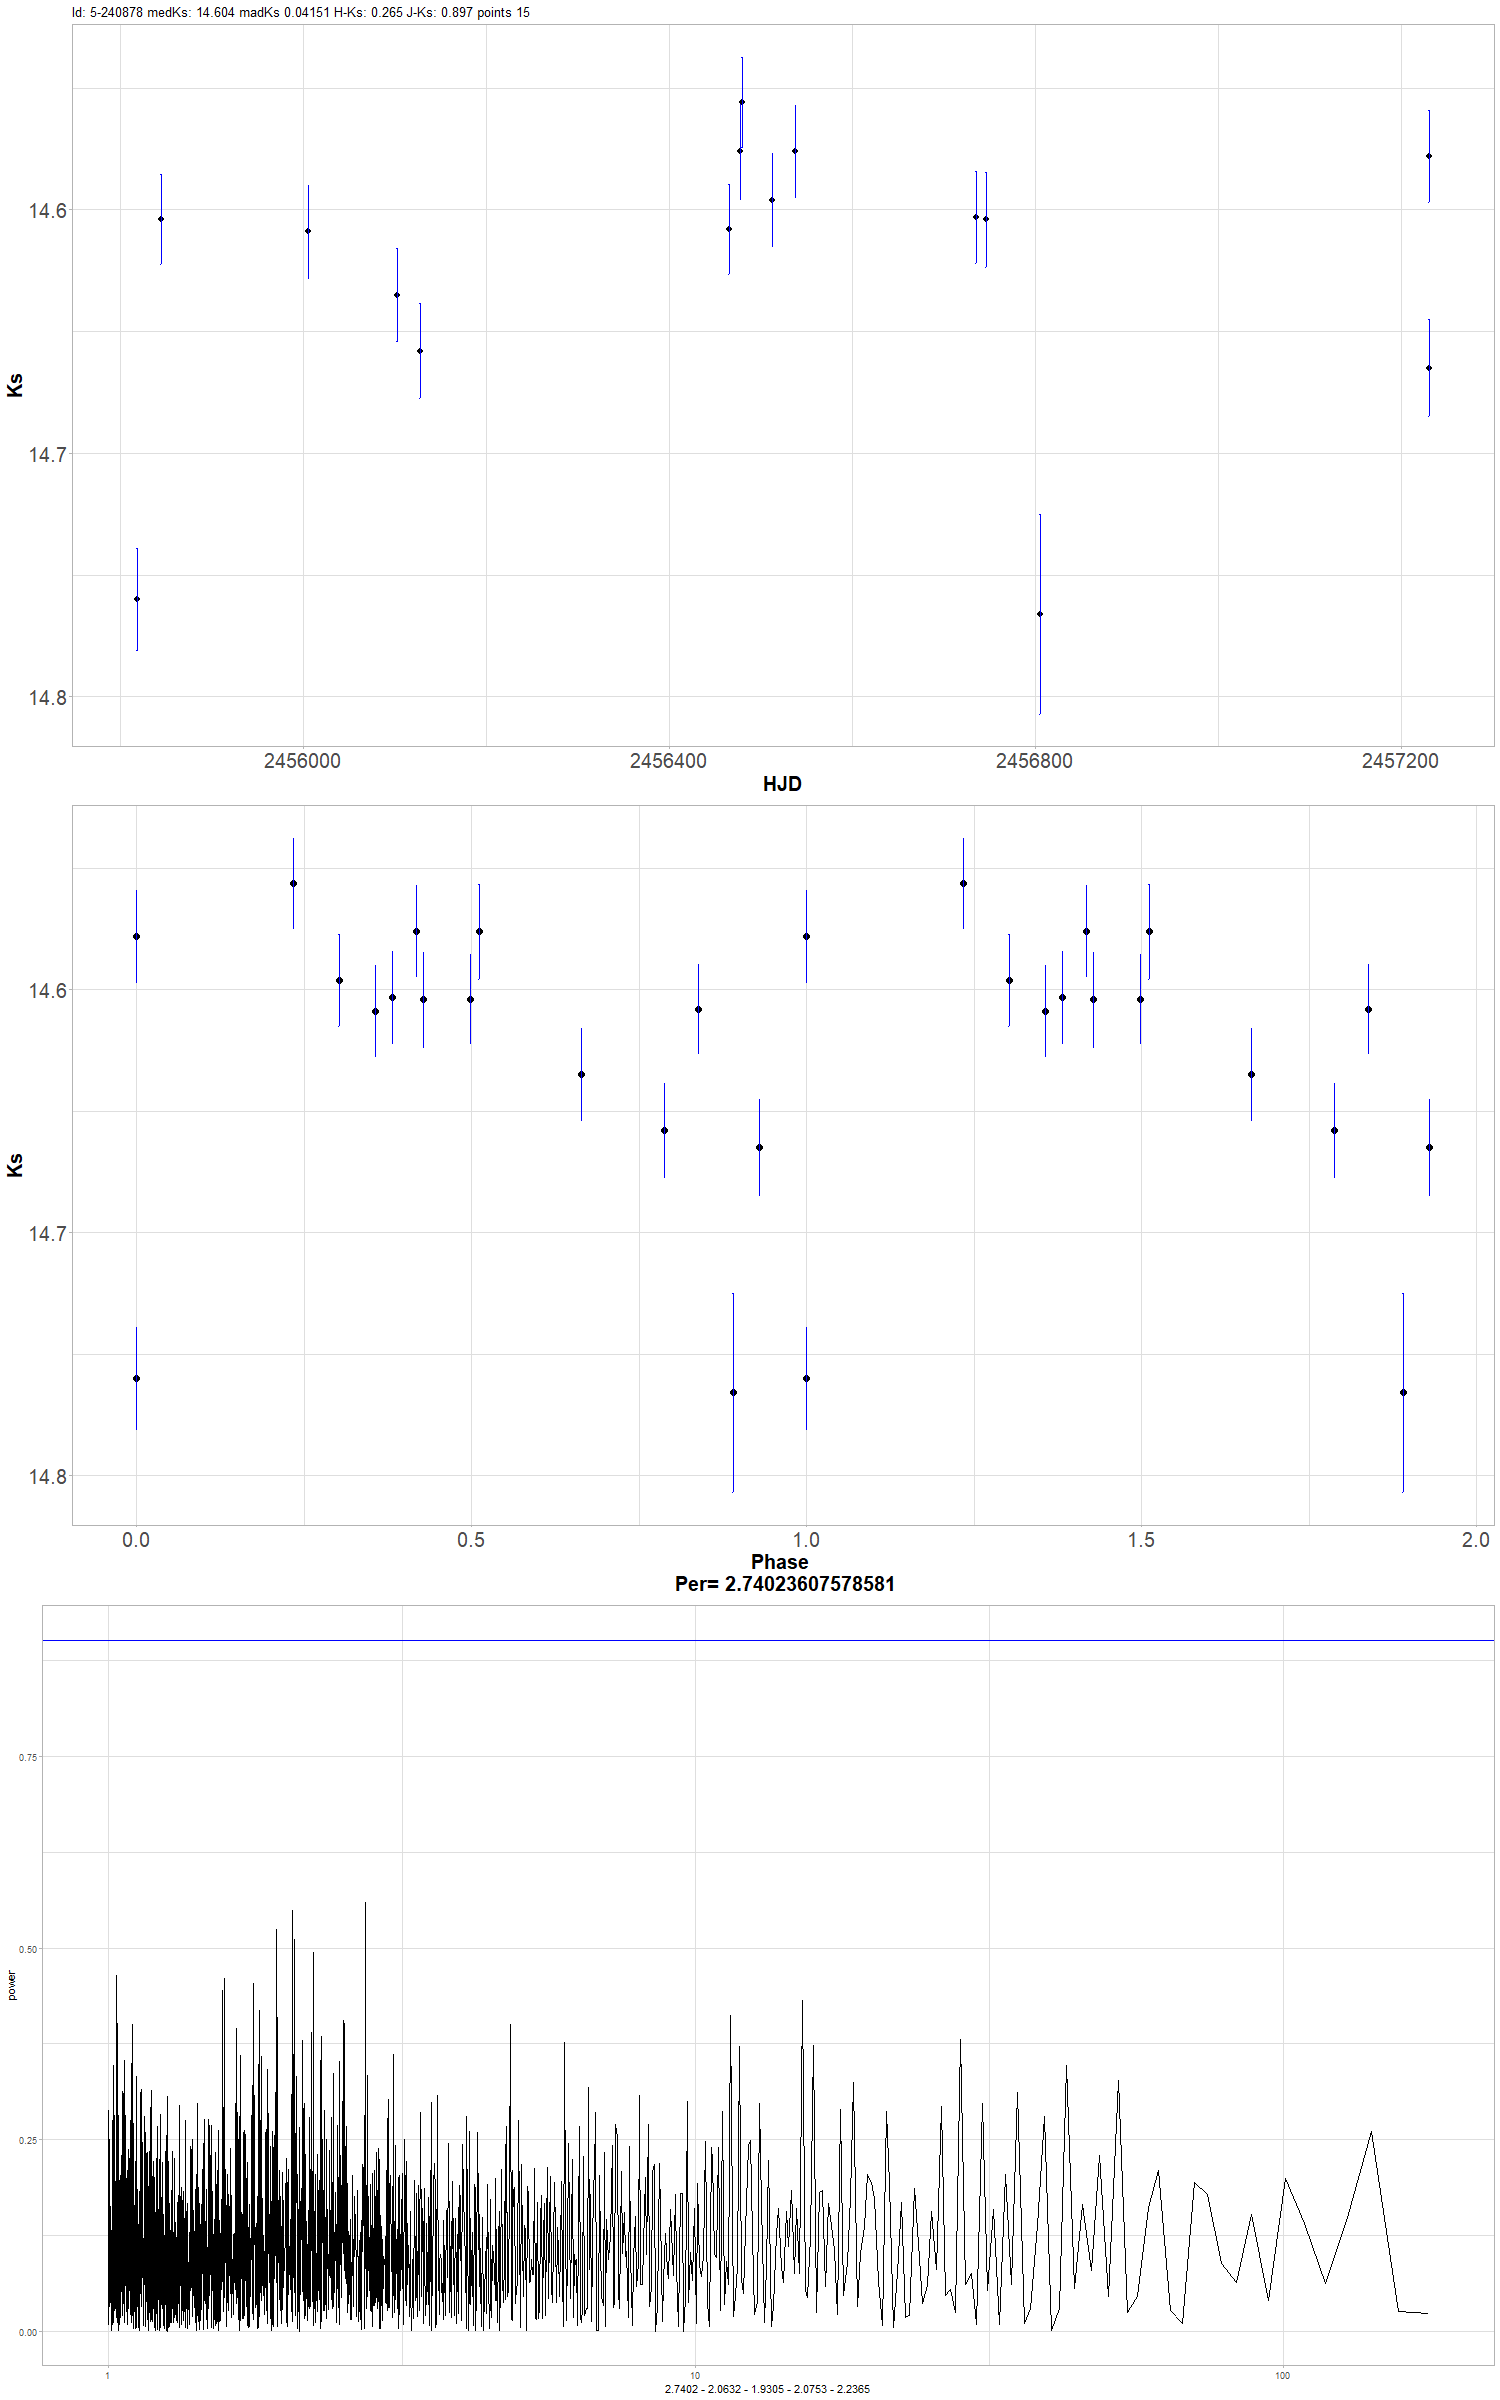 Id: 5-240878 medKs: 14.604 madKs 0.04151 H-Ks: 0.265 J-Ks: 0.897 points 15
14.6
14.7
14.8
Ks
2456000 2456400 2456800 2457200
HJD
14.6
14.7
14.8
Ks
0.0 0.5 1.0 1.5 2.0
Phase
Per= 2.74023607578581
0.75
0.50
0.25
0.00
power
1 10 100
2.7402 - 2.0632 - 1.9305 - 2.0753 - 2.2365